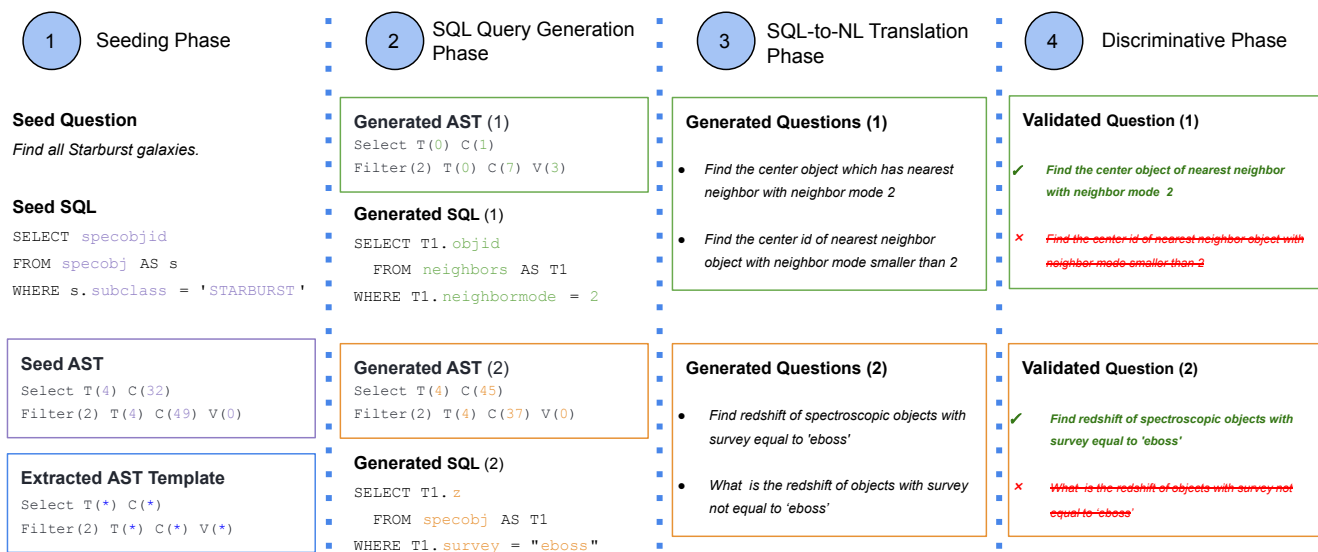 1
Seeding Phase
Seed Question
Find all Starburst galaxies.
Seed SQL
SELECT specobjid
FROM specobj AS s
WHERE s.subclass = 'STARBURST'
Seed AST
Select T(4) C(32)
Filter(2) T(4) C(49) V(0)
Extracted AST Template
Select T(*) C(*)
Filter(2) T(*) C(*) V(*)
2
SQL Query Generation
Phase
Generated AST (1)
Select T(0) C(1)
Filter(2) T(0) C(7) V(3)
Generated SQL (1)
SELECT T1.objid
FROM neighbors AS T1
WHERE T1.neighbormode = 2
Generated AST (2)
Select T(4) C(45)
Filter(2) T(4) C(37) V(0)
Generated SQL (2)
SELECT T1.z
FROM specobj AS T1
WHERE T1.survey = "eboss"
3
SQL-to-NL Translation
Phase
Generated Questions (1)
● Find the center object which has nearest
neighbor with neighbor mode 2
● Find the center id of nearest neighbor
object with neighbor mode smaller than 2
Generated Questions (2)
● Find redshift of spectroscopic objects with
survey equal to 'eboss'
● What is the redshift of objects with survey
not equal to ‘eboss’
4
Discriminative Phase
Validated Question (1)
✓ Find the center object of nearest neighbor
with neighbor mode 2
× Find the center id of nearest neighbor object with
neighbor mode smaller than 2
Validated Question (2)
✓ Find redshift of spectroscopic objects with
survey equal to 'eboss'
× What is the redshift of objects with survey not
equal to ‘eboss’